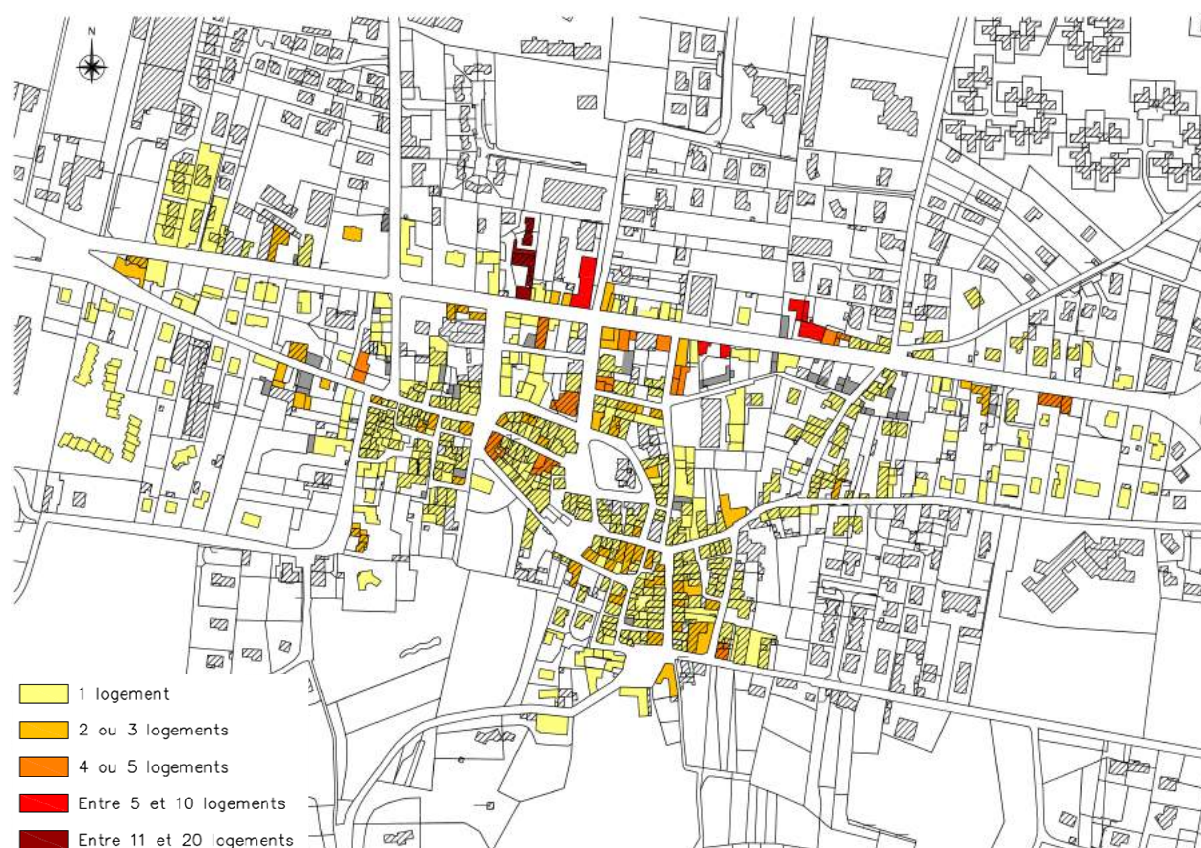 N
1 logement
2 ou 3 logements
4 ou 5 logements
Entre 5 et 10 logements
Entre 11 et 20 logements